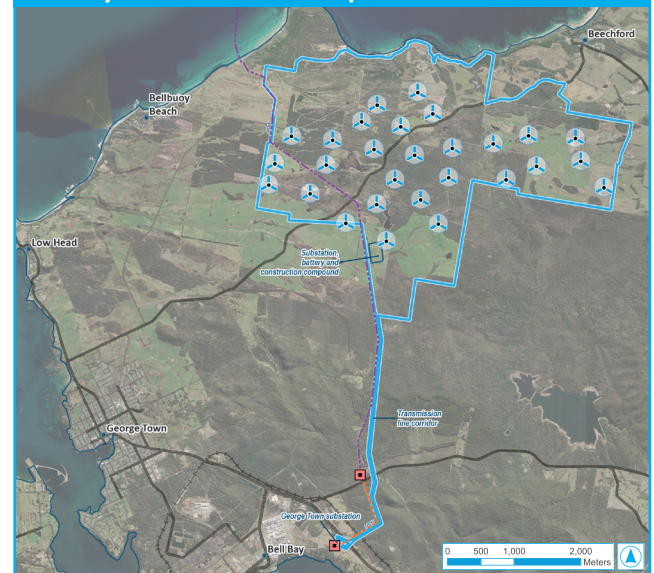 Beechford
Bellbuoy
Beach
Low Head
Substation,
battery and
construction compound
Transmission
line corridor
George Town
George Town substation
Bell Bay
0 500 1,000 2,000
Meters